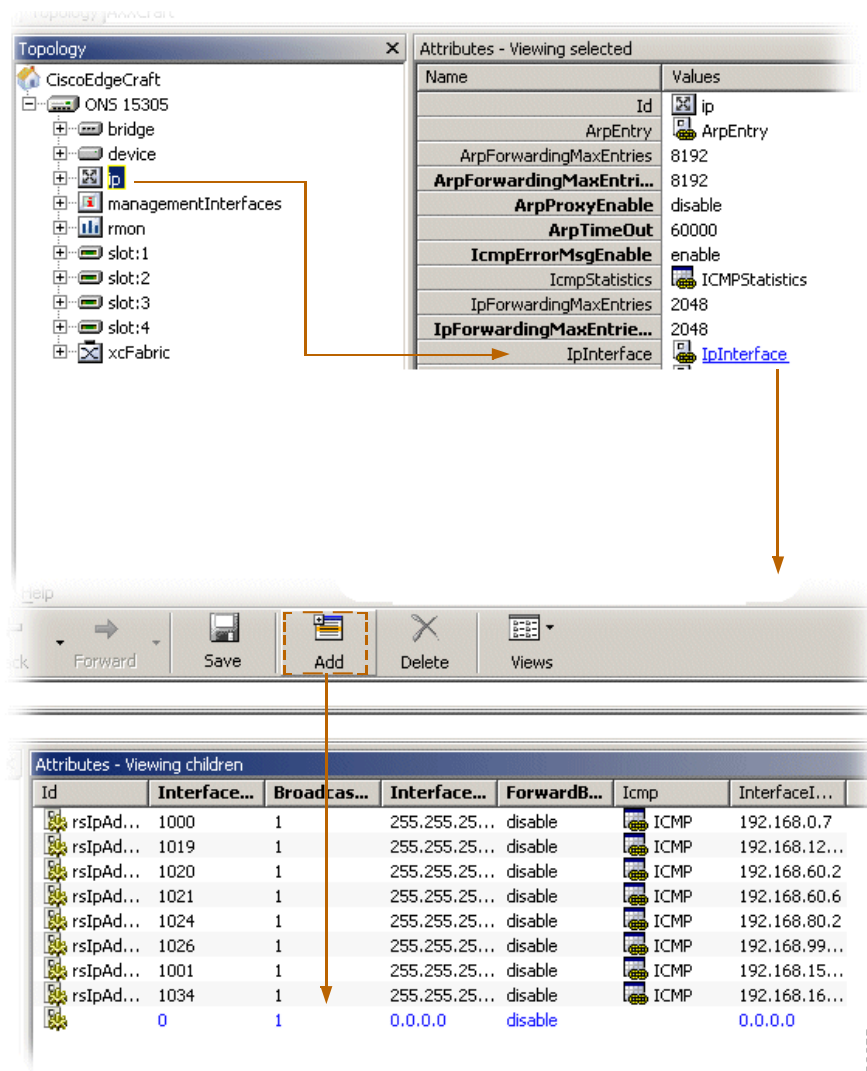 Topology
Attributes - Viewing selected
CiscoEdgeCraft
Name Values
ONS 15305
Id ip
bridge
ArpEntry ArpEntry
device
ArpForwardingMaxEntries 8192
ip
ArpForwardingMaxEntri... 8192
managementInterfaces
ArpProxyEnable disable
rmon
ArpTimeOut 60000
slot:1
IcmpErrorMsgEnable enable
slot:2
IcmpStatistics ICMPStatistics
slot:3
IpForwardingMaxEntries 2048
slot:4
IpForwardingMaxEntrie... 2048
xcFabric
IpInterface IpInterface
Help
Forward Save Add Delete Views
Attributes - Viewing children
Id Interface... Broadcas... Interface... ForwardB... Icmp InterfaceI...
rsIpAd... 1000 1 255.255.25... disable ICMP 192.168.0.7
rsIpAd... 1019 1 255.255.25... disable ICMP 192.168.12...
rsIpAd... 1020 1 255.255.25... disable ICMP 192.168.60.2
rsIpAd... 1021 1 255.255.25... disable ICMP 192.168.60.6
rsIpAd... 1024 1 255.255.25... disable ICMP 192.168.80.2
rsIpAd... 1026 1 255.255.25... disable ICMP 192.168.99...
rsIpAd... 1001 1 255.255.25... disable ICMP 192.168.15...
rsIpAd... 1034 1 255.255.25... disable ICMP 192.168.16...
0 1 0.0.0.0 disable 0.0.0.0